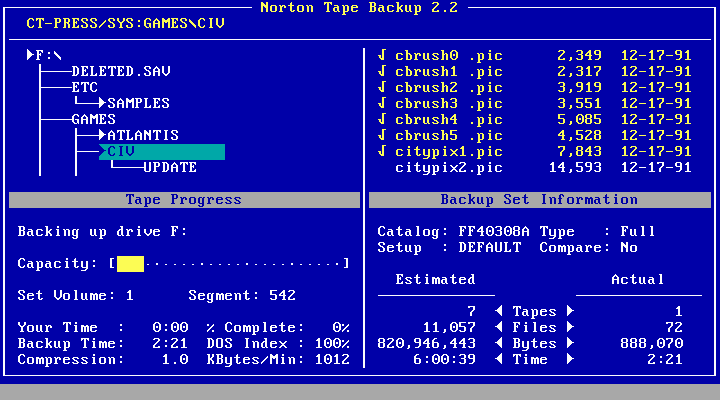 Norton Tape Backup 2.2
CT-PRESS/SYS:GAMES\CIV
F:\
DELETED.SAV
ETC
SAMPLES
GAMES
ATLANTIS
CIV
UPDATE
√ cbrush0 .pic 2,349 12-17-91
√ cbrush1 .pic 2,317 12-17-91
√ cbrush2 .pic 3,919 12-17-91
√ cbrush3 .pic 3,551 12-17-91
√ cbrush4 .pic 5,085 12-17-91
√ cbrush5 .pic 4,528 12-17-91
√ citypix1.pic 7,843 12-17-91
citypix2.pic 14,593 12-17-91
Tape Progress
Backing up drive F:
Capacity: [ ]
Set Volume: 1 Segment: 542
Your Time : 0:00 % Complete: 0%
Backup Time: 2:21 DOS Index : 100%
Compression: 1.0 KBytes/Min: 1012
Backup Set Information
Catalog: FF40308A Type : Full
Setup : DEFAULT Compare: No
Estimated Actual
7 ◄ Tapes ► 1
11,057 ◄ Files ► 72
820,946,443 ◄ Bytes ► 888,070
6:00:39 ◄ Time ► 2:21